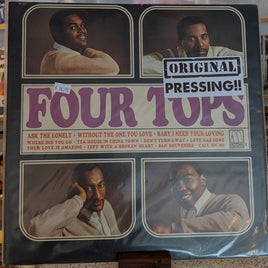 ORIGINAL
PRESSING!!
FOUR TOPS
ASK THE LONELY • WITHOUT THE ONE YOU LOVE • BABY I NEED YOUR LOVING
WHERE DID YOU GO • TEA HOUSE IN CHINA TOWN • DON'T TURN AWAY • LOVE HAS GONE
YOUR LOVE IS AMAZING • LEFT WITH A BROKEN HEART • SAD SOUVENIRS • CALL ON ME